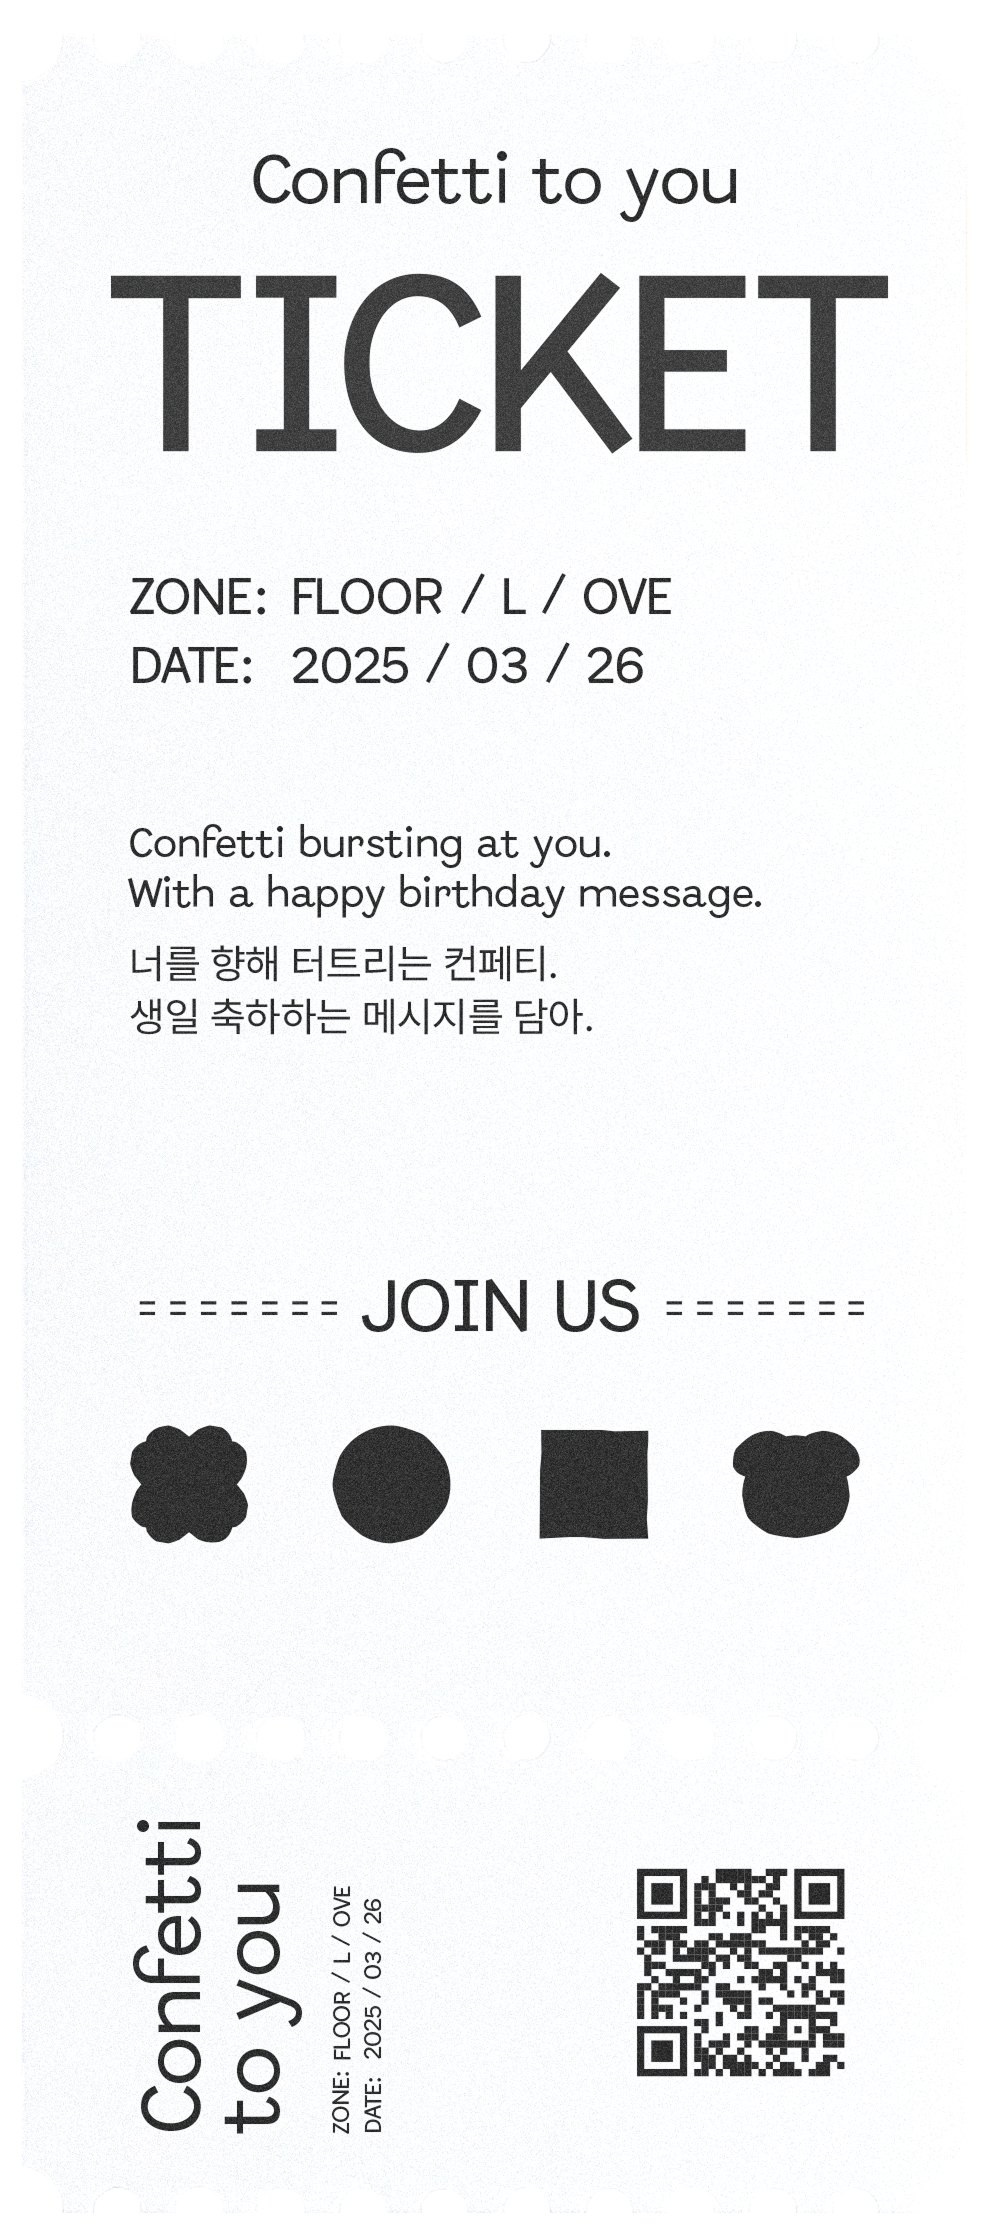 Confetti to you
TICKET
ZONE: FLOOR / L / OVE
DATE: 2025 / 03 / 26
Confetti bursting at you.
With a happy birthday message.
너를 향해 터트리는 컨페티.
생일 축하하는 메시지를 담아.
======= JOIN US =======
Confetti
to you
ZONE: FLOOR / L / OVE
DATE: 2025 / 03 / 26